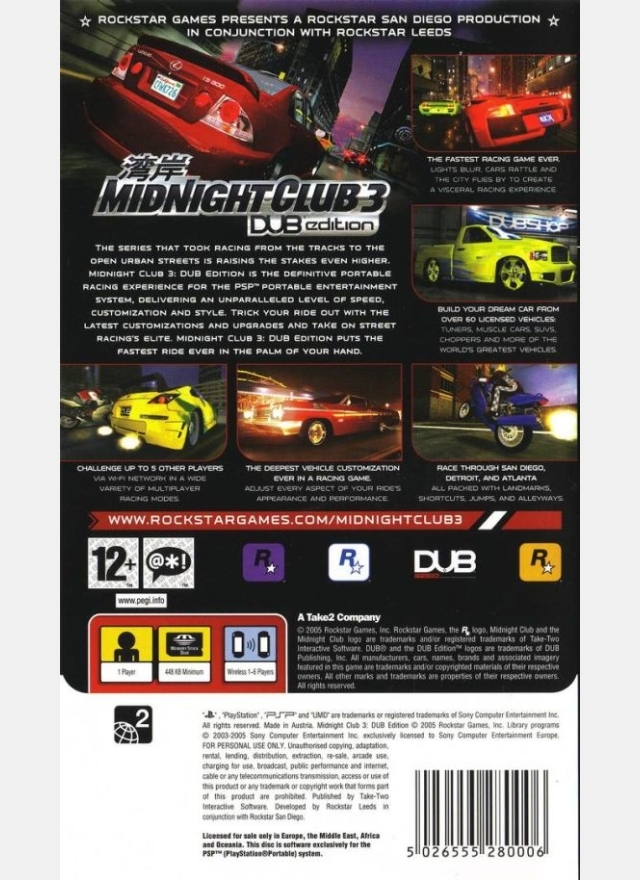 ☆ ROCKSTAR GAMES PRESENTS A ROCKSTAR SAN DIEGO PRODUCTION ☆
IN CONJUNCTION WITH ROCKSTAR LEEDS
湾岸
MIDNIGHT CLUB 3
DUB edition
THE SERIES THAT TOOK RACING FROM THE TRACKS TO THE
OPEN URBAN STREETS IS RAISING THE STAKES EVEN HIGHER.
MIDNIGHT CLUB 3: DUB EDITION IS THE DEFINITIVE PORTABLE
RACING EXPERIENCE FOR THE PSP™ PORTABLE ENTERTAINMENT
SYSTEM, DELIVERING AN UNPARALLELED LEVEL OF SPEED,
CUSTOMIZATION AND STYLE. TRICK YOUR RIDE OUT WITH THE
LATEST CUSTOMIZATIONS AND UPGRADES AND TAKE ON STREET
RACING'S ELITE. MIDNIGHT CLUB 3: DUB EDITION PUTS THE
FASTEST RIDE EVER IN THE PALM OF YOUR HAND.
THE FASTEST RACING GAME EVER.
LIGHTS BLUR, CARS RATTLE AND
THE CITY FLIES BY TO CREATE
A VISCERAL RACING EXPERIENCE.
DUBSHOP
BUILD YOUR DREAM CAR FROM
OVER 60 LICENSED VEHICLES:
TUNERS, MUSCLE CARS, SUVS,
CHOPPERS AND MORE OF THE
WORLD'S GREATEST VEHICLES.
CHALLENGE UP TO 5 OTHER PLAYERS
VIA WI-FI NETWORK IN A WIDE
VARIETY OF MULTIPLAYER
RACING MODES.
THE DEEPEST VEHICLE CUSTOMIZATION
EVER IN A RACING GAME.
ADJUST EVERY ASPECT OF YOUR RIDE'S
APPEARANCE AND PERFORMANCE.
RACE THROUGH SAN DIEGO,
DETROIT, AND ATLANTA
ALL PACKED WITH LANDMARKS,
SHORTCUTS, JUMPS, AND ALLEYWAYS.
WWW.ROCKSTARGAMES.COM/MIDNIGHTCLUB3
12+
@*!
www.pegi.info
R☆
R☆
DUB
R☆
1 Player
448 KB Minimum
Wireless 1-6 Players
A Take2 Company
© 2005 Rockstar Games, Inc. Rockstar Games, the R☆ logo, Midnight Club and the
Midnight Club logo are trademarks and/or registered trademarks of Take-Two
Interactive Software. DUB® and the DUB Edition™ logos are trademarks of DUB
Publishing, Inc. All manufacturers, cars, names, brands and associated imagery
featured in this game are trademarks and/or copyrighted materials of their respective
owners. All other marks and trademarks are properties of their respective owners.
All rights reserved.
2
"PlayStation", "PSP" and "UMD" are trademarks or registered trademarks of Sony Computer Entertainment Inc.
All rights reserved. Made in Austria. Midnight Club 3: DUB Edition © 2005 Rockstar Games, Inc. Library programs
© 2003-2005 Sony Computer Entertainment Inc. exclusively licensed to Sony Computer Entertainment Europe.
FOR PERSONAL USE ONLY. Unauthorised copying, adaptation,
rental, lending, distribution, extraction, re-sale, arcade use,
charging for use, broadcast, public performance and internet,
cable or any telecommunications transmission, access or use of
this product or any trademark or copyright work that forms part
of this product are prohibited. Published by Take-Two
Interactive Software. Developed by Rockstar Leeds in
conjunction with Rockstar San Diego.
Licensed for sale only in Europe, the Middle East, Africa
and Oceania. This disc is software exclusively for the
PSP™ (PlayStation®Portable) system.
5 026555 280006